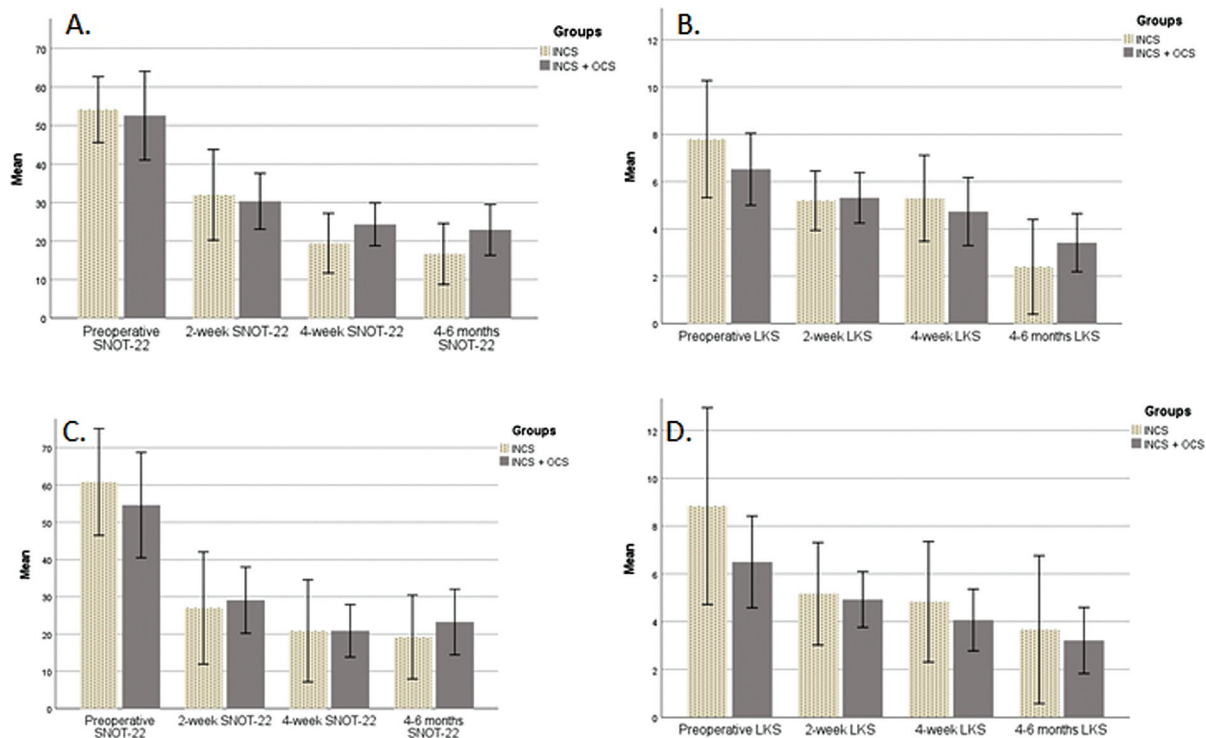 A.
Groups
INCS
INCS + OCS
Mean
70
60
50
40
30
20
10
0
Preoperative
SNOT-22
2-week SNOT-22
4-week SNOT-22
4-6 months
SNOT-22
B.
Groups
INCS
INCS + OCS
Mean
12
10
8
6
4
2
0
Preoperative LKS
2-week LKS
4-week LKS
4-6 months LKS
C.
Groups
INCS
INCS + OCS
Mean
70
60
50
40
30
20
10
0
Preoperative
SNOT-22
2-week SNOT-22
4-week SNOT-22
4-6 months
SNOT-22
D.
Groups
INCS
INCS + OCS
Mean
12
10
8
6
4
2
0
Preoperative LKS
2-week LKS
4-week LKS
4-6 months LKS